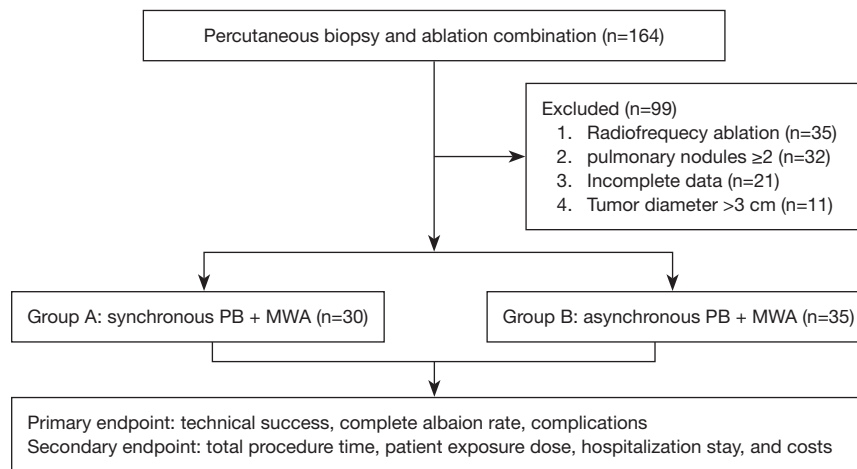 Percutaneous biopsy and ablation combination (n=164)
Excluded (n=99)
1. Radiofrequecy ablation (n=35)
2. pulmonary nodules ≥2 (n=32)
3. Incomplete data (n=21)
4. Tumor diameter >3 cm (n=11)
Group A: synchronous PB + MWA (n=30)
Group B: asynchronous PB + MWA (n=35)
Primary endpoint: technical success, complete albaion rate, complications
Secondary endpoint: total procedure time, patient exposure dose, hospitalization stay, and costs